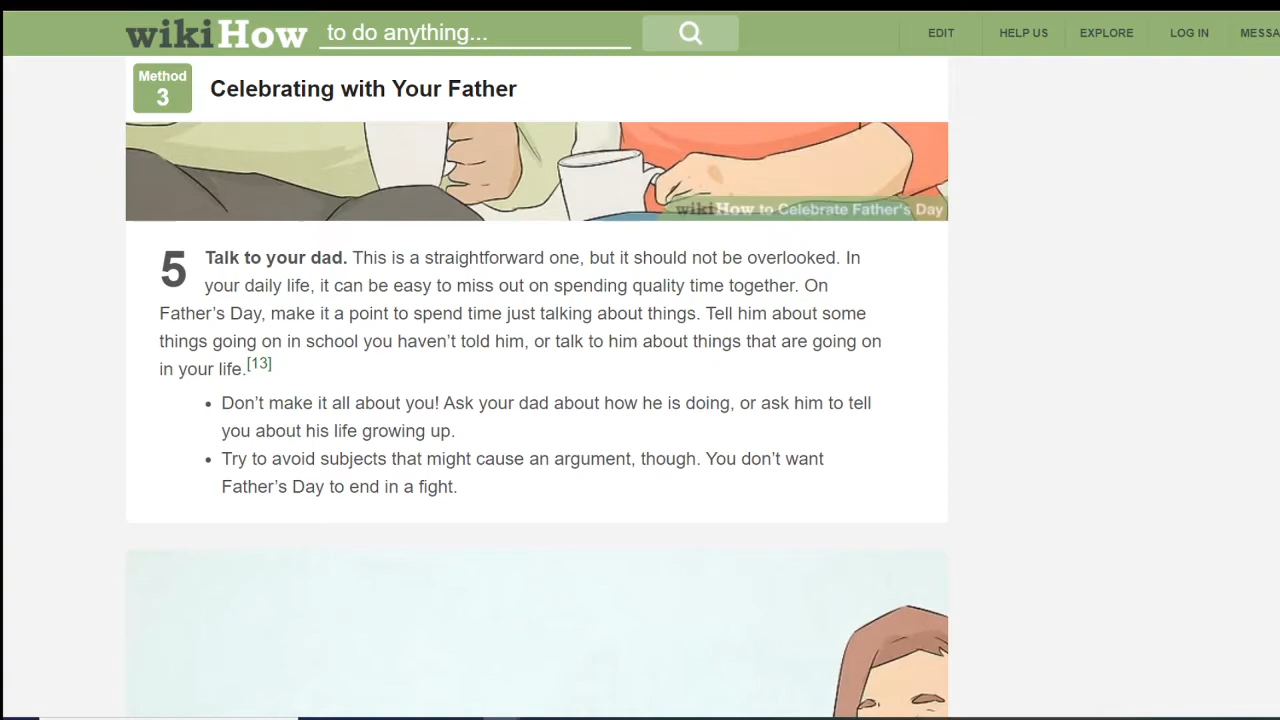 wikiHow to do anything...
EDIT HELP US EXPLORE LOG IN MESSA
Method
3
Celebrating with Your Father
wikiHow to Celebrate Father's Day
5 Talk to your dad. This is a straightforward one, but it should not be overlooked. In
your daily life, it can be easy to miss out on spending quality time together. On
Father’s Day, make it a point to spend time just talking about things. Tell him about some
things going on in school you haven’t told him, or talk to him about things that are going on
in your life.[13]
• Don’t make it all about you! Ask your dad about how he is doing, or ask him to tell
you about his life growing up.
• Try to avoid subjects that might cause an argument, though. You don’t want
Father’s Day to end in a fight.